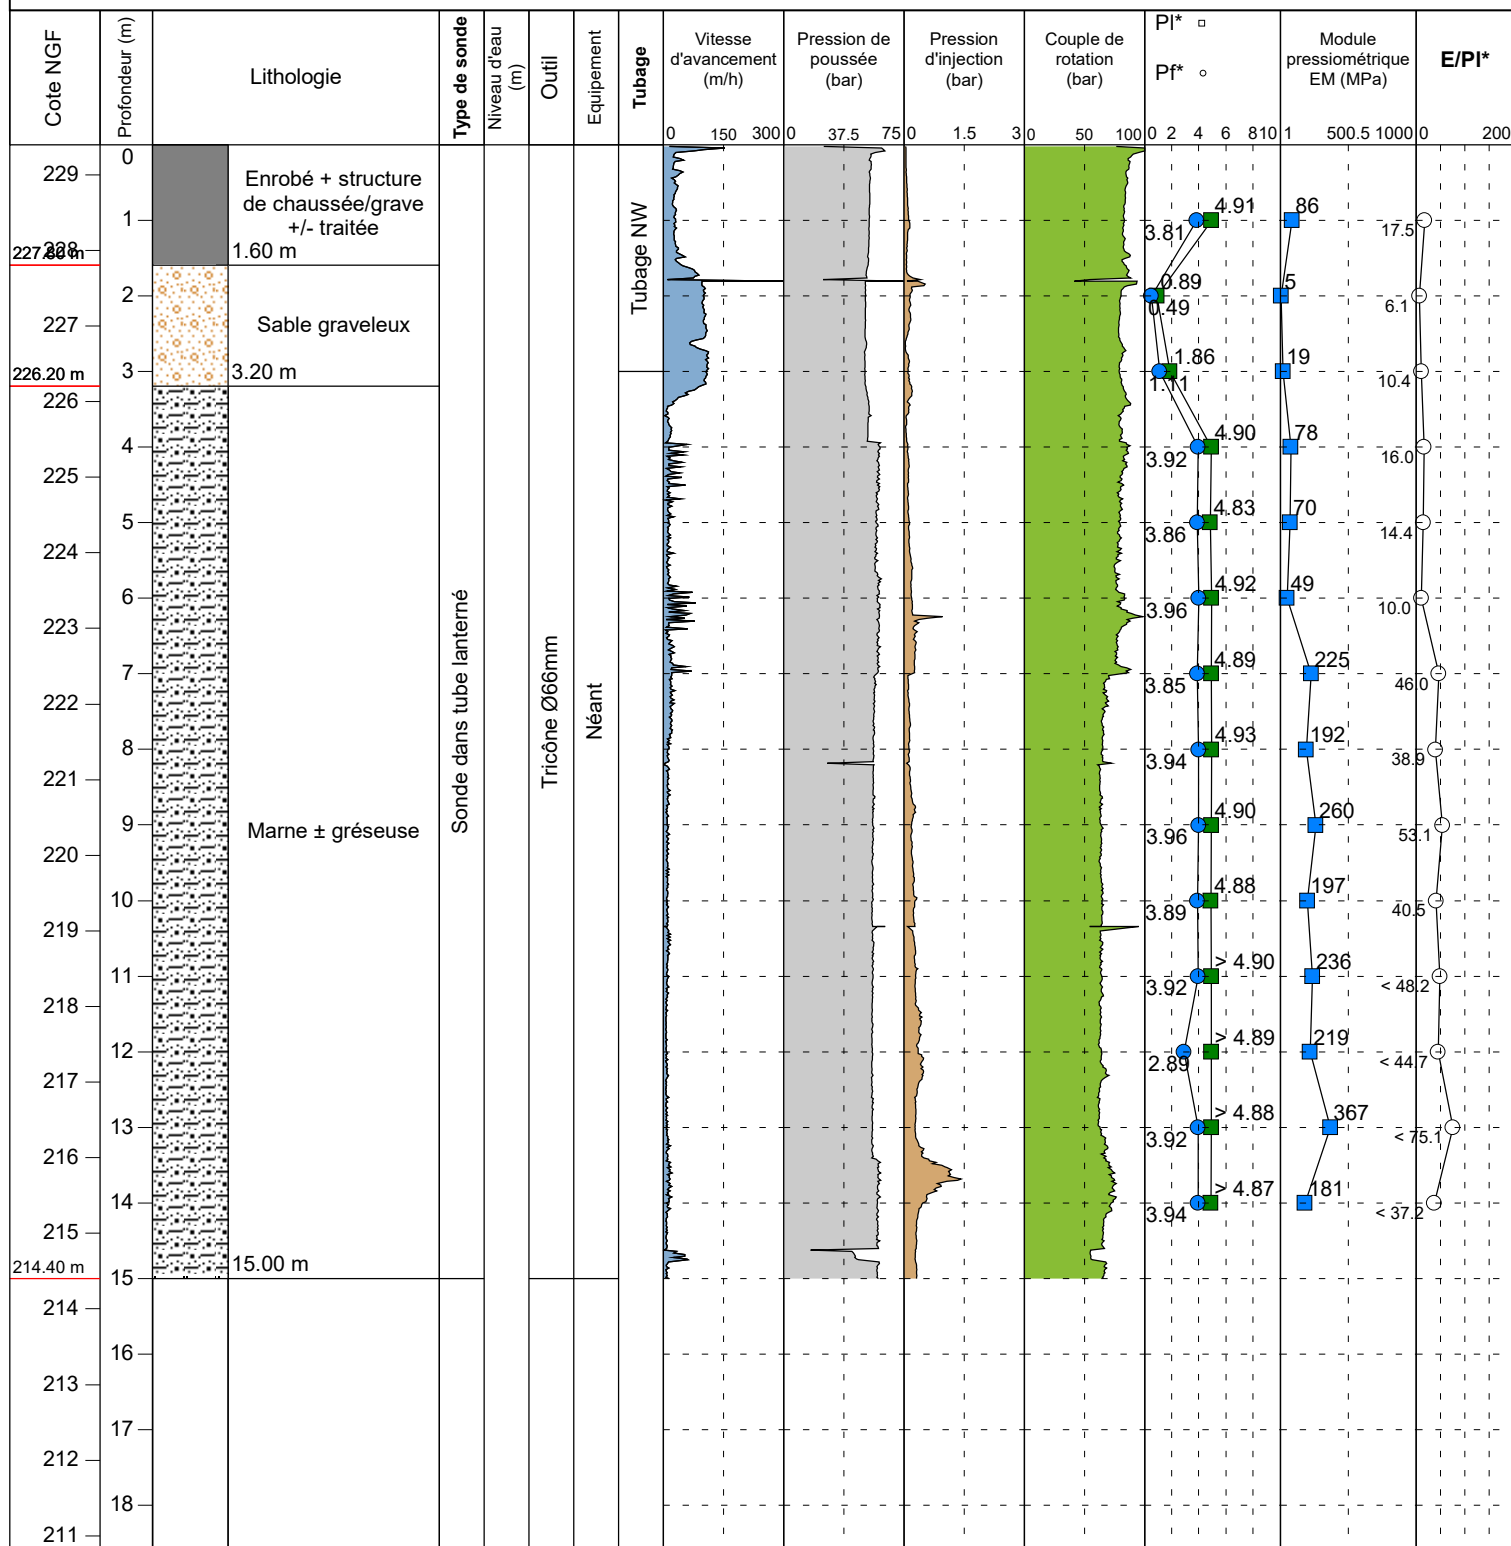 Cote NGF
Profondeur (m)
Lithologie
Type de sonde
Niveau d'eau
(m)
Outil
Equipement
Tubage
Vitesse
d'avancement
(m/h)
0 150 300
Pression de
poussée
(bar)
0 37.5 75
Pression
d'injection
(bar)
0 1.5 3
Couple de
rotation
(bar)
0 50 100
Pl*
Pf*
0 2 4 6 8 10
Module
pressiométrique
EM (MPa)
1 500.5 1000
E/Pl*
0 200
229
228
227.60 m
227
226.20 m
226
225
224
223
222
221
220
219
218
217
216
215
214.40 m
214
213
212
211
0
1
2
3
4
5
6
7
8
9
10
11
12
13
14
15
16
17
18
Enrobé + structure
de chaussée/grave
+/- traitée
1.60 m
Sable graveleux
3.20 m
Marne ± gréseuse
15.00 m
Sonde dans tube lanterné
Tricône Ø66mm
Néant
Tubage NW
4.91
3.81
86
17.5
0.89
0.49
5
6.1
1.86
1.11
19
10.4
4.90
3.92
78
16.0
4.83
3.86
70
14.4
4.92
3.96
49
10.0
4.89
3.85
225
46.0
4.93
3.94
192
38.9
4.90
3.96
260
53.1
4.88
3.89
197
40.5
> 4.90
3.92
236
< 48.2
> 4.89
2.89
219
< 44.7
> 4.88
3.92
367
< 75.1
> 4.87
3.94
181
< 37.2